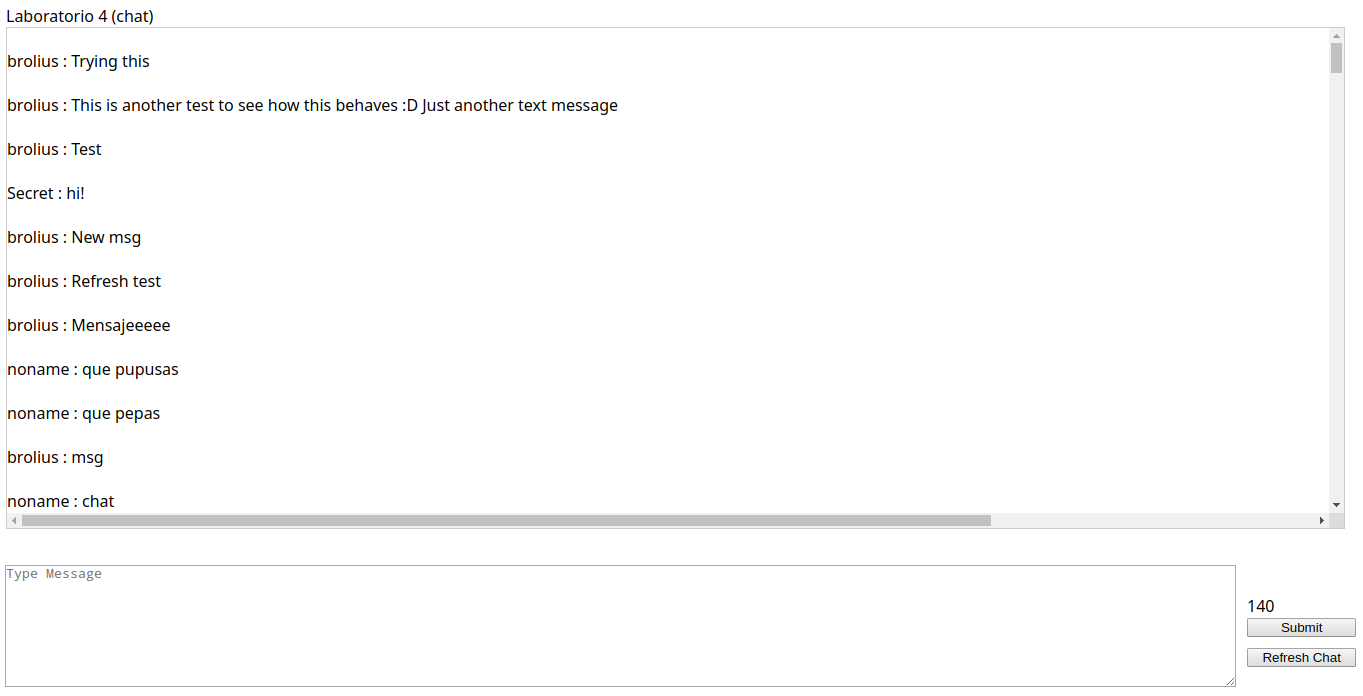 Laboratorio 4 (chat)
brolius : Trying this
brolius : This is another test to see how this behaves :D Just another text message
brolius : Test
Secret : hi!
brolius : New msg
brolius : Refresh test
brolius : Mensajeeeee
noname : que pupusas
noname : que pepas
brolius : msg
noname : chat
Type Message
140
Submit
Refresh Chat